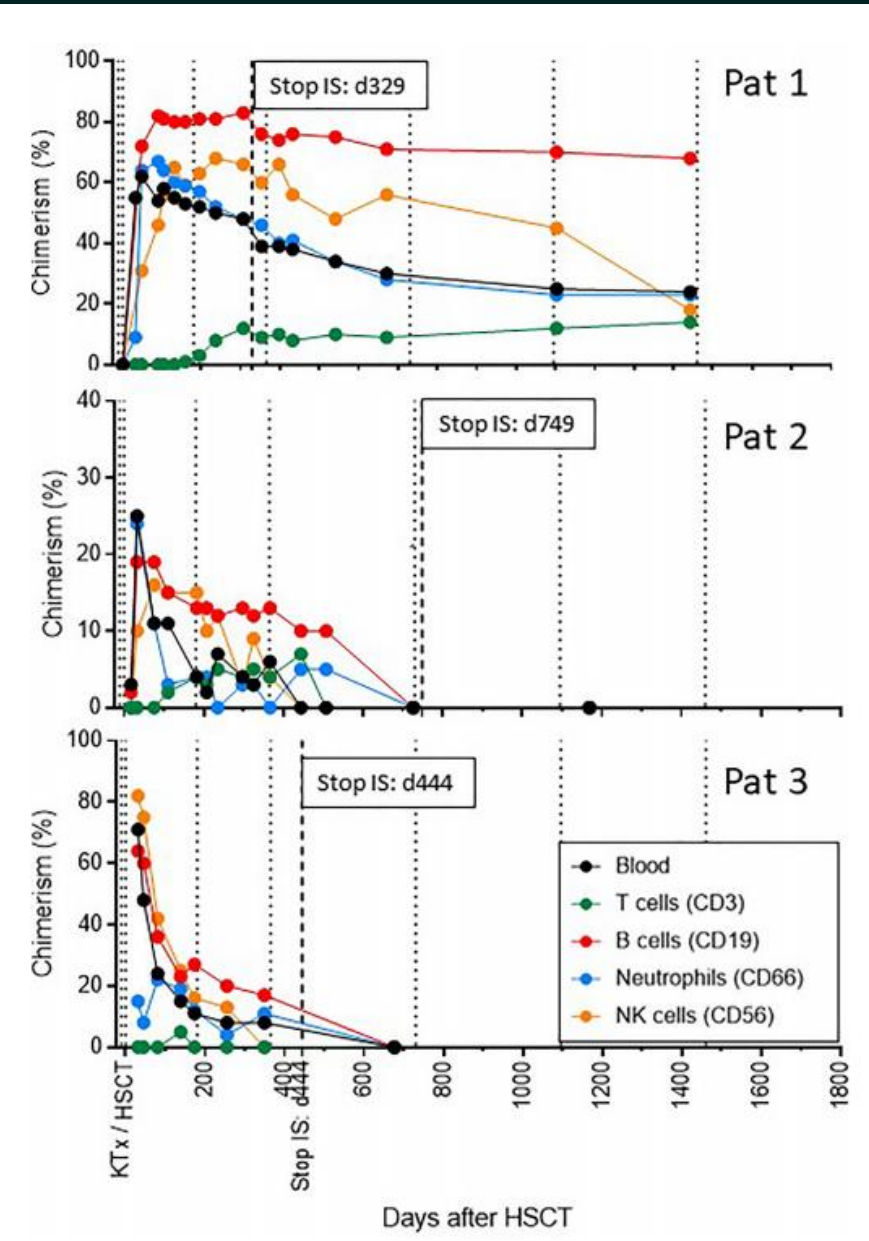 100
80
60
40
20
0
Chimerism (%)
Stop IS: d329
Pat 1
40
30
20
10
0
Chimerism (%)
Stop IS: d749
Pat 2
100
80
60
40
20
0
Chimerism (%)
Stop IS: d444
Pat 3
Blood
T cells (CD3)
B cells (CD19)
Neutrophils (CD66)
NK cells (CD56)
KTx / HSCT
200
400
Stop IS: d444
600
800
1000
1200
1400
1600
1800
Days after HSCT